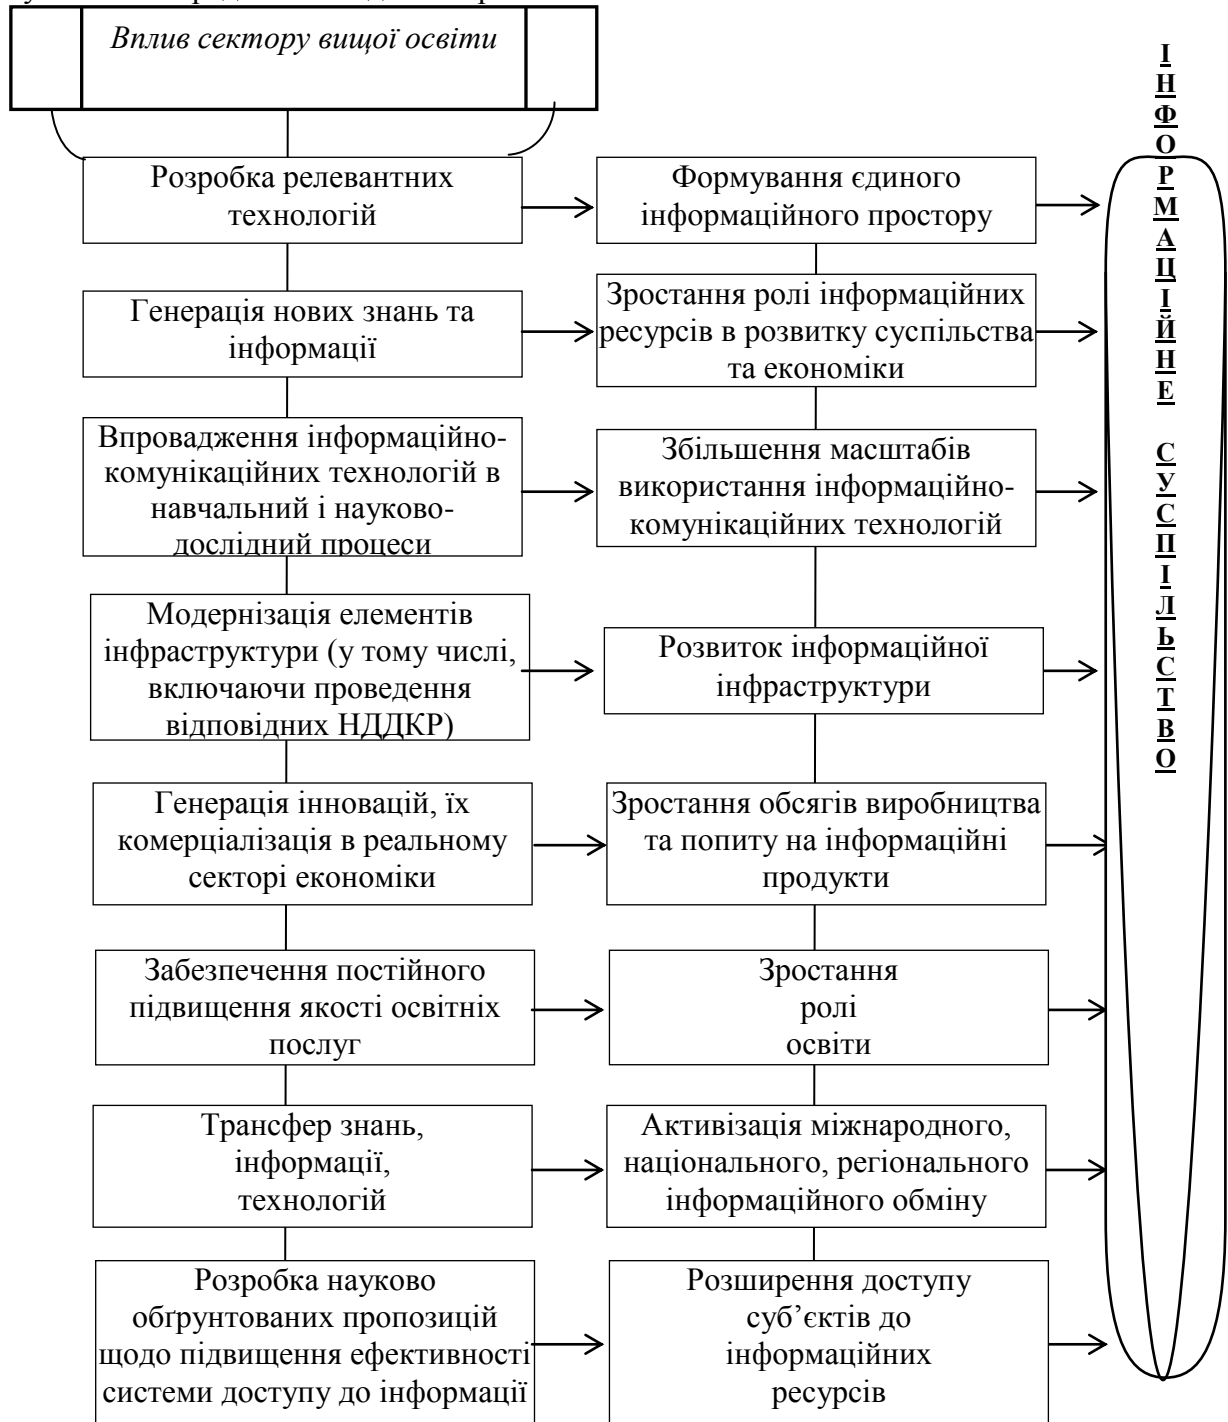 Вплив сектору вищої освіти
Розробка релевантних
технологій
Формування єдиного
інформаційного простору
Генерація нових знань та
інформації
Зростання ролі інформаційних
ресурсів в розвитку суспільства
та економіки
Впровадження інформаційно-
комунікаційних технологій в
навчальний і науково-
дослідний процеси
Збільшення масштабів
використання інформаційно-
комунікаційних технологій
Модернізація елементів
інфраструктури (у тому числі,
включаючи проведення
відповідних НДДКР)
Розвиток інформаційної
інфраструктури
Генерація інновацій, їх
комерціалізація в реальному
секторі економіки
Зростання обсягів виробництва
та попиту на інформаційні
продукти
Забезпечення постійного
підвищення якості освітніх
послуг
Зростання
ролі
освіти
Трансфер знань,
інформації,
технологій
Активізація міжнародного,
національного, регіонального
інформаційного обміну
Розробка науково
обґрунтованих пропозицій
щодо підвищення ефективності
системи доступу до інформації
Розширення доступу
суб’єктів до
інформаційних
ресурсів
ІНФОРМАЦІЙНЕ СУСПІЛЬСТВО